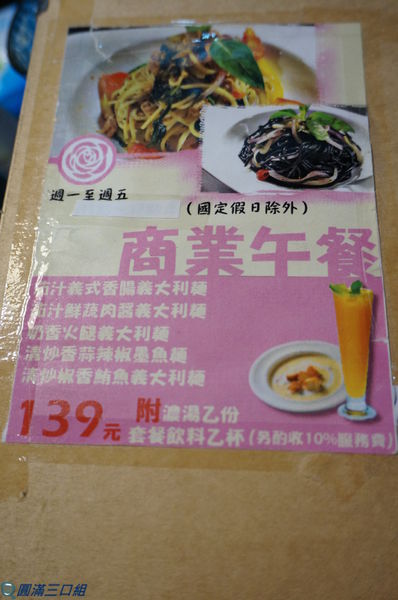 週一至週五
(國定假日除外)
商業午餐
茄汁義式香腸義大利麵
茄汁鮮蔬肉醬義大利麵
奶香火腿義大利麵
清炒香蒜辣椒墨魚麵
清炒椒香鮪魚義大利麵
139元
附濃湯乙份
套餐飲料乙杯(另酌收10%服務費)
圓滿三口組